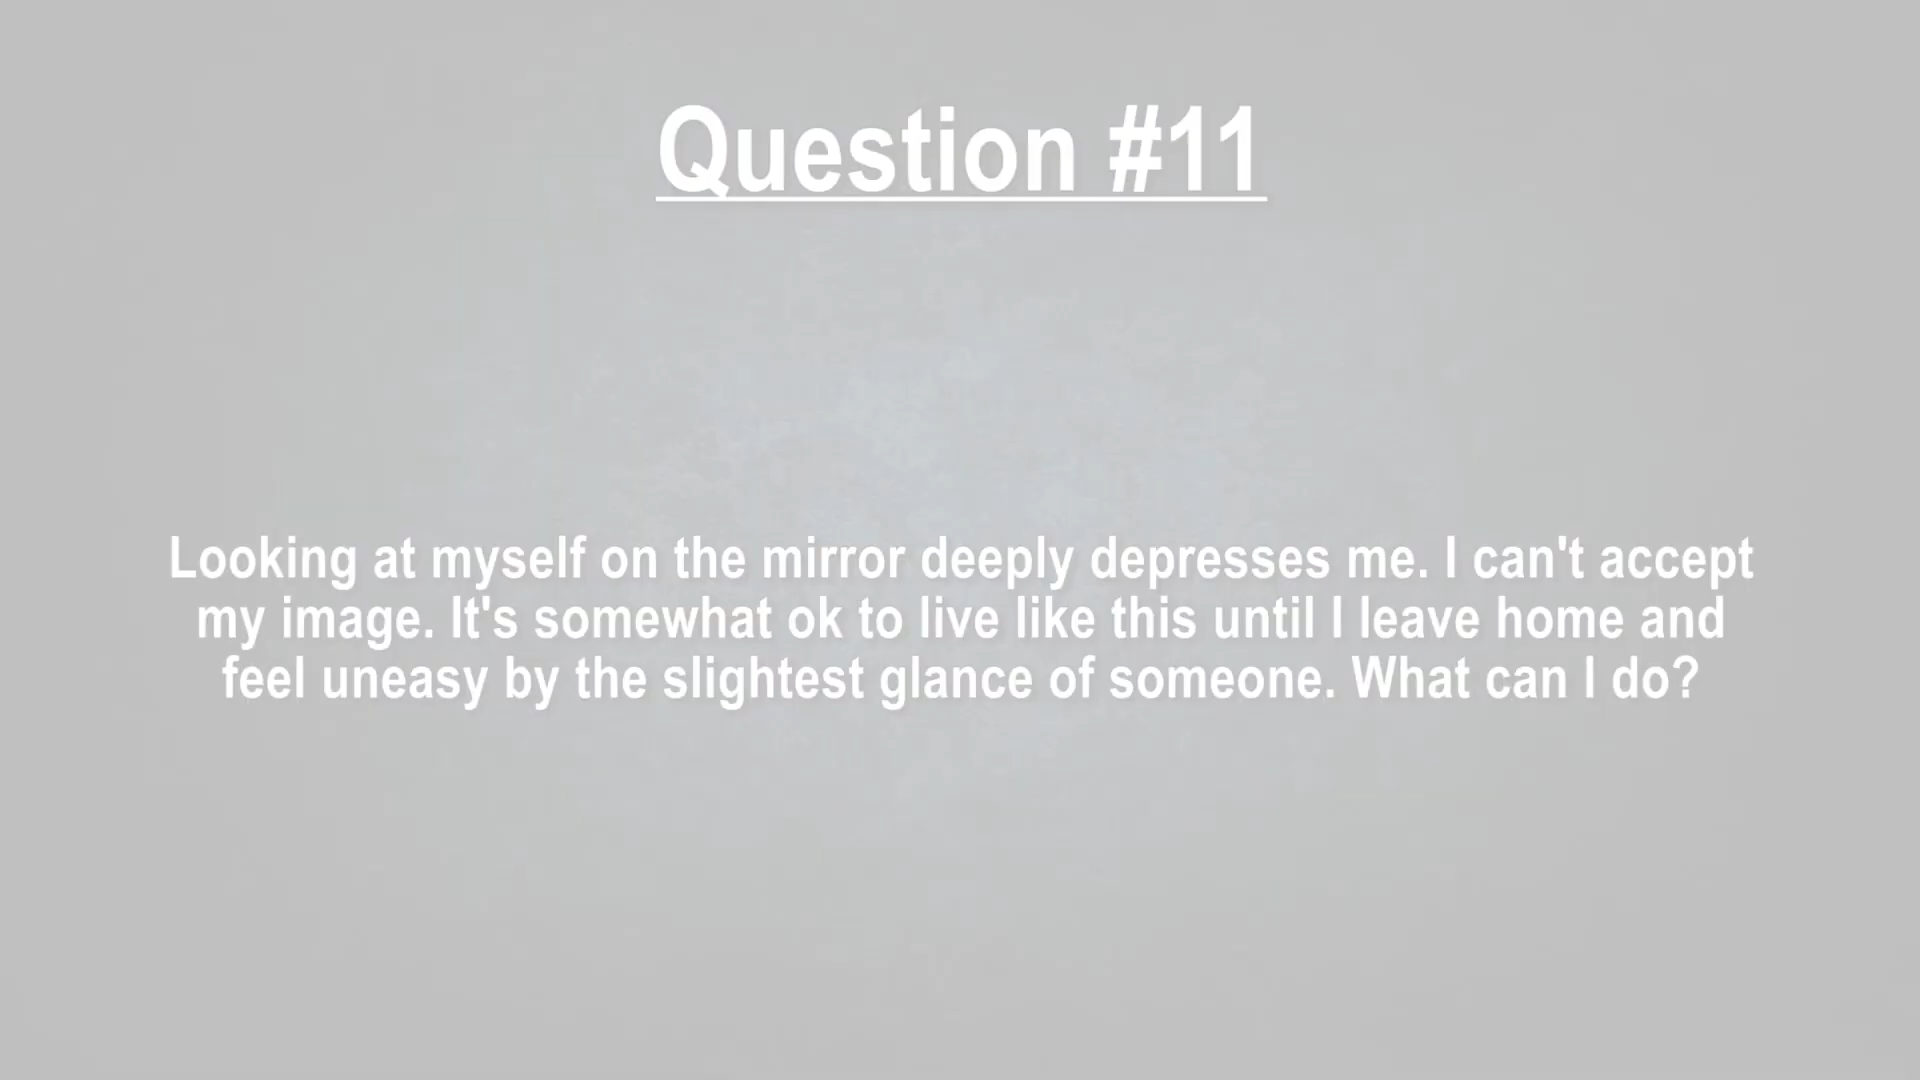 Question #11
Looking at myself on the mirror deeply depresses me. I can't accept
my image. It's somewhat ok to live like this until I leave home and
feel uneasy by the slightest glance of someone. What can I do?